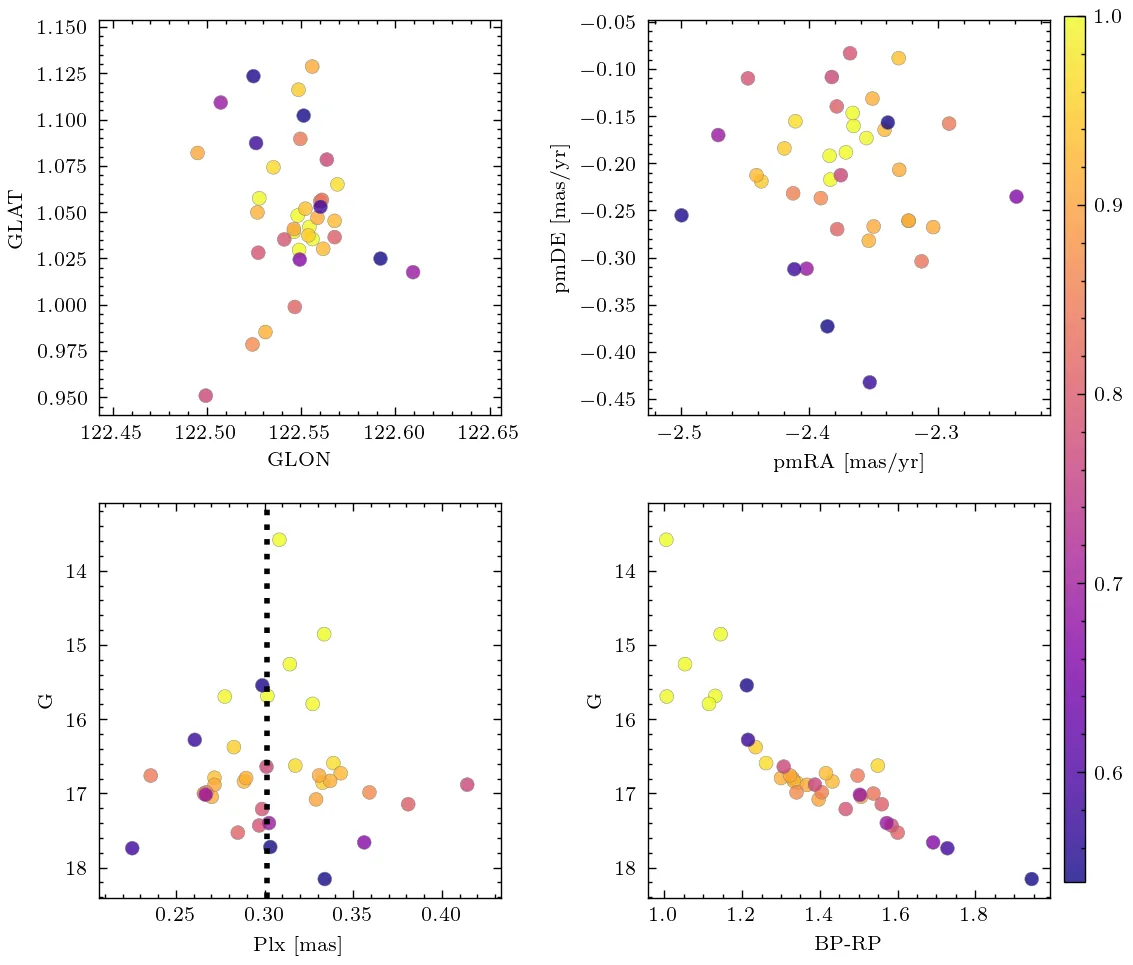 1.150
1.125
1.100
1.075
1.050
1.025
1.000
0.975
0.950
GLAT
122.45 122.50 122.55 122.60 122.65
GLON
−0.05
−0.10
−0.15
−0.20
−0.25
−0.30
−0.35
−0.40
−0.45
pmDE [mas/yr]
−2.5 −2.4 −2.3
pmRA [mas/yr]
1.0
0.9
0.8
0.7
0.6
14
15
16
17
18
G
0.25 0.30 0.35 0.40
Plx [mas]
14
15
16
17
18
G
1.0 1.2 1.4 1.6 1.8
BP-RP